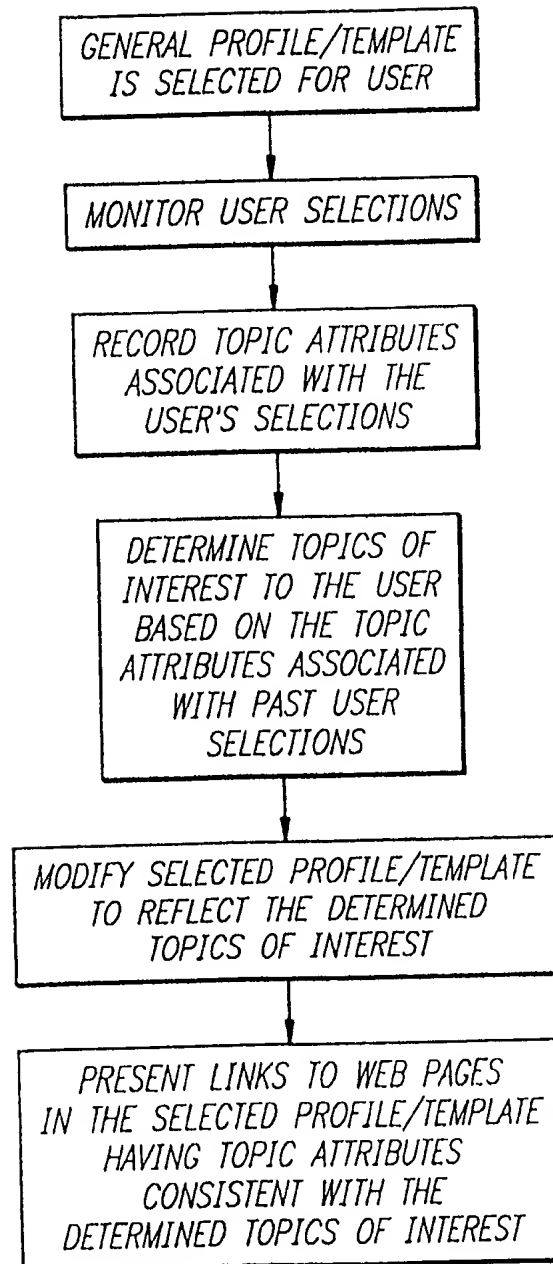 GENERAL PROFILE/TEMPLATE
IS SELECTED FOR USER
MONITOR USER SELECTIONS
RECORD TOPIC ATTRIBUTES
ASSOCIATED WITH THE
USER'S SELECTIONS
DETERMINE TOPICS OF
INTEREST TO THE USER
BASED ON THE TOPIC
ATTRIBUTES ASSOCIATED
WITH PAST USER
SELECTIONS
MODIFY SELECTED PROFILE/TEMPLATE
TO REFLECT THE DETERMINED
TOPICS OF INTEREST
PRESENT LINKS TO WEB PAGES
IN THE SELECTED PROFILE/TEMPLATE
HAVING TOPIC ATTRIBUTES
CONSISTENT WITH THE
DETERMINED TOPICS OF INTEREST